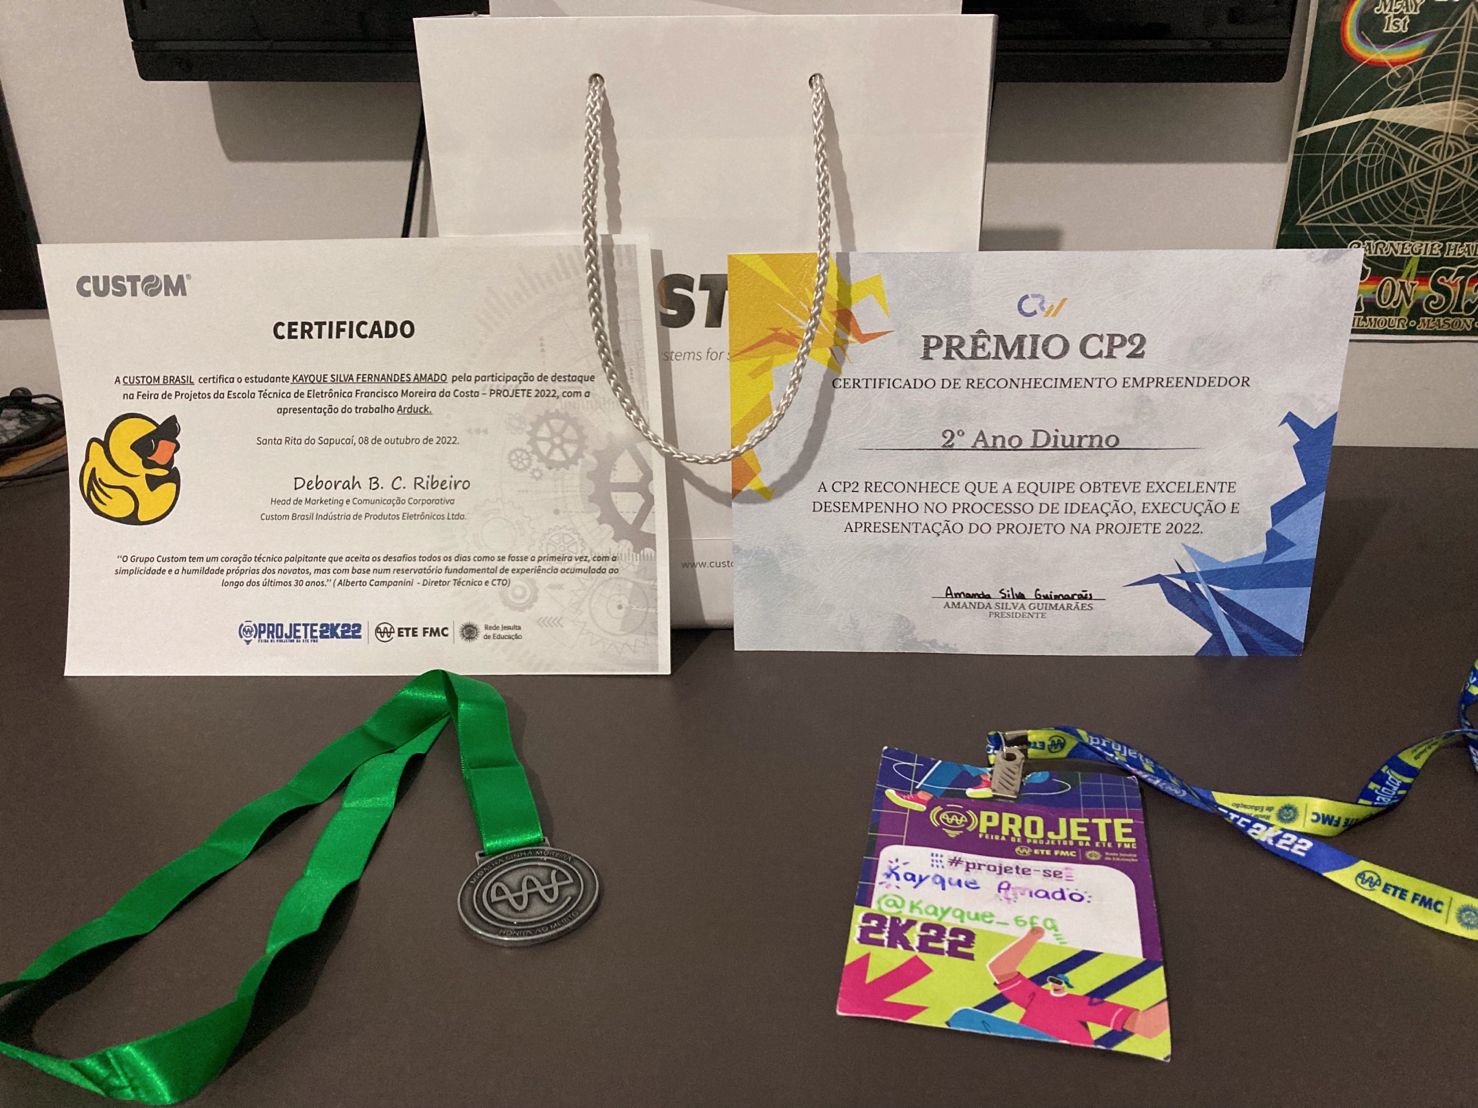 CUSTOM
CERTIFICADO
A CUSTOM BRASIL certifica o estudante KAYQUE SILVA FERNANDES AMADO pela participação de destaque
na Feira de Projetos da Escola Técnica de Eletrônica Francisco Moreira da Costa – PROJETE 2022, com a
apresentação do trabalho Arduck.
Santa Rita do Sapucaí, 08 de outubro de 2022.
Deborah B. C. Ribeiro
Head de Marketing e Comunicação Corporativa
Custom Brasil Indústria de Produtos Eletrônicos Ltda.
"O Grupo Custom tem um coração técnico palpitante que aceita os desafios todos os dias como se fosse a primeira vez, com a
simplicidade e a humildade próprias dos novatos, mas com base num reservatório fundamental de experiência acumulada ao
longo dos últimos 30 anos." (Alberto Campanini - Diretor Técnico e CTO)
PROJETE2K22
FEIRA DE PROJETOS DA ETE FMC
ETE FMC
Rede Jesuíta
de Educação
ST
stems for s
www.custo
PRÊMIO CP2
CERTIFICADO DE RECONHECIMENTO EMPREENDEDOR
2º Ano Diurno
A CP2 RECONHECE QUE A EQUIPE OBTEVE EXCELENTE
DESEMPENHO NO PROCESSO DE IDEAÇÃO, EXECUÇÃO E
APRESENTAÇÃO DO PROJETO NA PROJETE 2022.
Amanda Silva Guimarães
AMANDA SILVA GUIMARÃES
PRESIDENTE
MAY
1st
CARNEGIE HA
ON SI
ILMOUR · MASON
HONRA AO MÉRITO
PROJETE
FEIRA DE PROJETOS DA ETE FMC
ETE FMC
#projete-se
Kayque Amado
2K22
projete
Rede Jesuíta
de Educação
ETE FMC
ETE2K22
ETE FMC